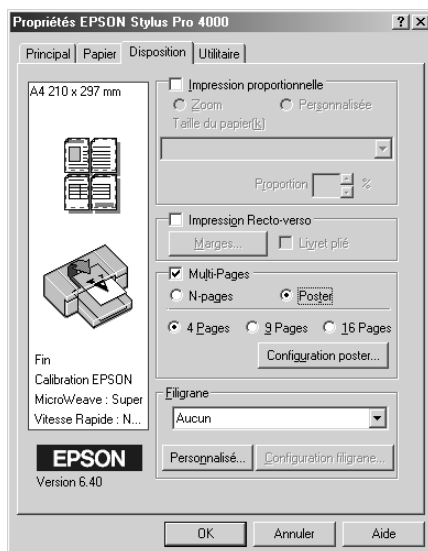 Propriétés EPSON Stylus Pro 4000
Principal Papier Disposition Utilitaire
A4 210 x 297 mm
Impression proportionnelle
Zoom Personnalisée
Taille du papier[k]
Proportion %
Impression Recto-verso
Marges... Livret plié
Multi-Pages
N-pages Poster
4 Pages 9 Pages 16 Pages
Configuration poster...
Fin
Calibration EPSON
MicroWeave : Super
Vitesse Rapide : N...
Filigrane
Aucun
Personnalisé... Configuration filigrane...
EPSON
Version 6.40
OK Annuler Aide